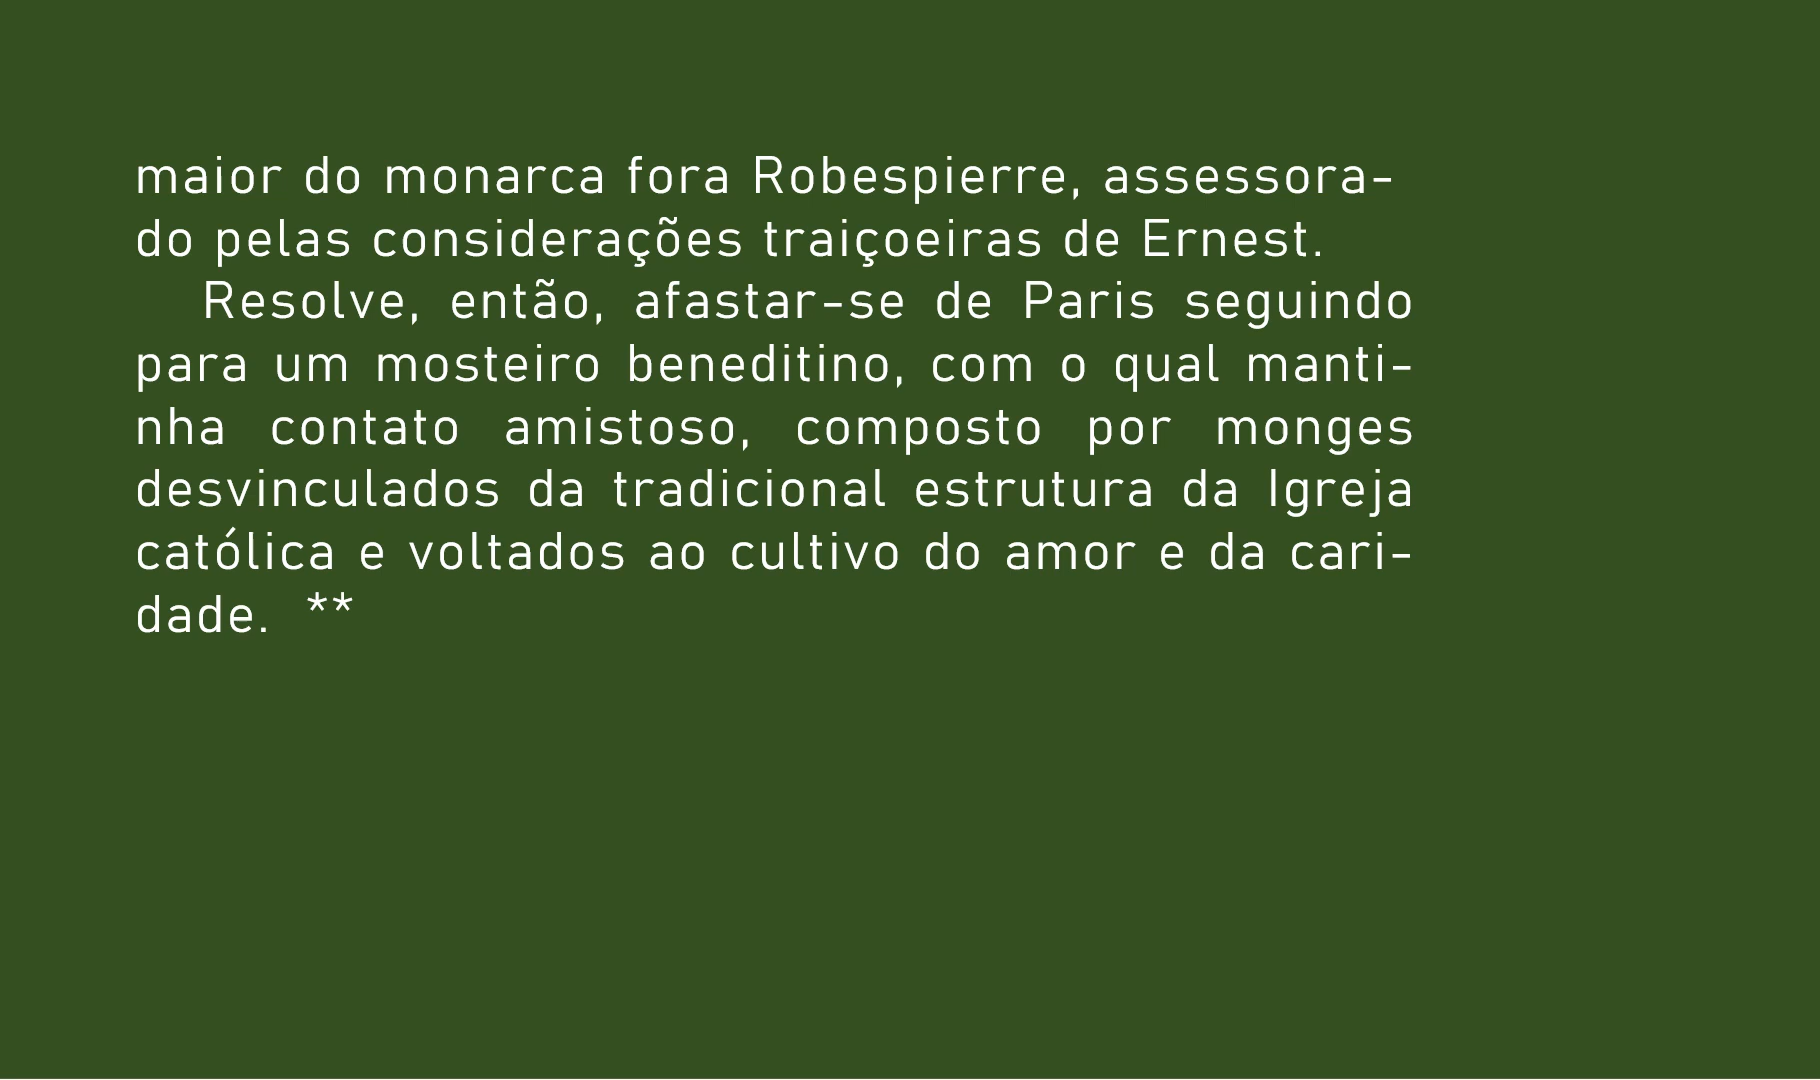 maior do monarca fora Robespierre, assessora-
do pelas considerações traiçoeiras de Ernest.
Resolve, então, afastar-se de Paris seguindo
para um mosteiro beneditino, com o qual manti-
nha contato amistoso, composto por monges
desvinculados da tradicional estrutura da Igreja
católica e voltados ao cultivo do amor e da cari-
dade. **